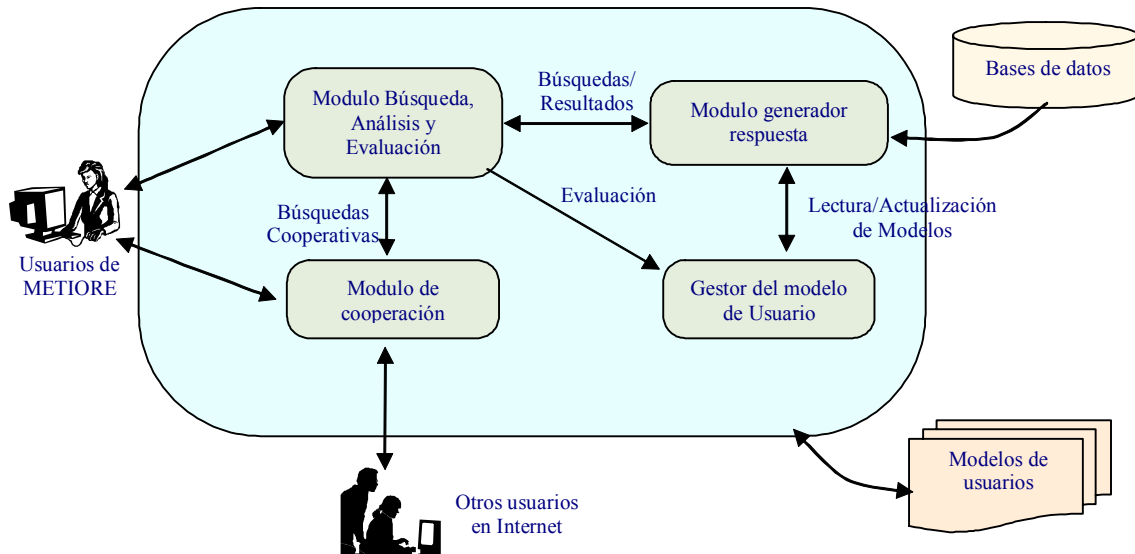 Modulo Búsqueda,
Análisis y
Evaluación
Búsquedas/
Resultados
Modulo generador
respuesta
Bases de datos
Evaluación
Búsquedas
Cooperativas
Lectura/Actualización
de Modelos
Usuarios de
METIORE
Modulo de
cooperación
Gestor del modelo
de Usuario
Modelos de
usuarios
Otros usuarios
en Internet